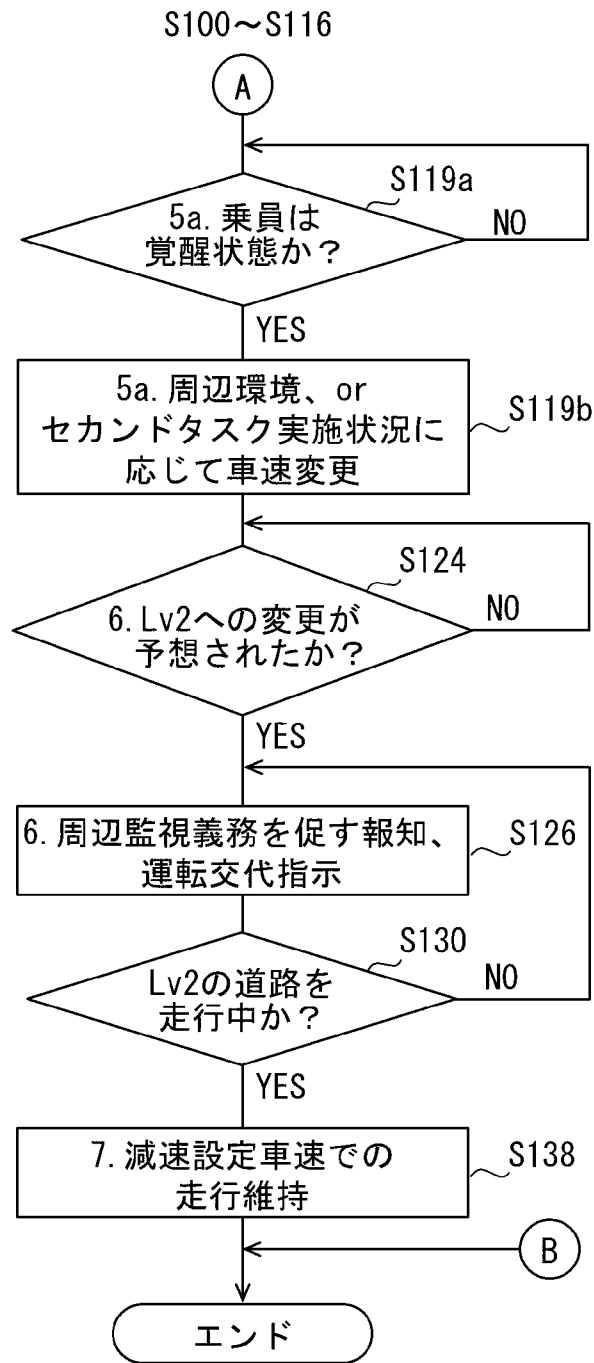 S100～S116
A
S119a
5a. 乗員は
覚醒状態か？
NO
YES
5a. 周辺環境、or
セカンドタスク実施状況に
応じて車速変更
S119b
S124
6. Lv2への変更が
予想されたか？
NO
YES
6. 周辺監視義務を促す報知、
運転交代指示
S126
S130
Lv2の道路を
走行中か？
NO
YES
7. 減速設定車速での
走行維持
S138
B
エンド